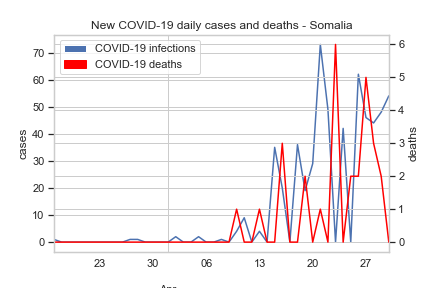 New COVID-19 daily cases and deaths - Somalia
COVID-19 infections
COVID-19 deaths
cases
70
60
50
40
30
20
10
0
deaths
6
5
4
3
2
1
0
23 30 06 13 20 27